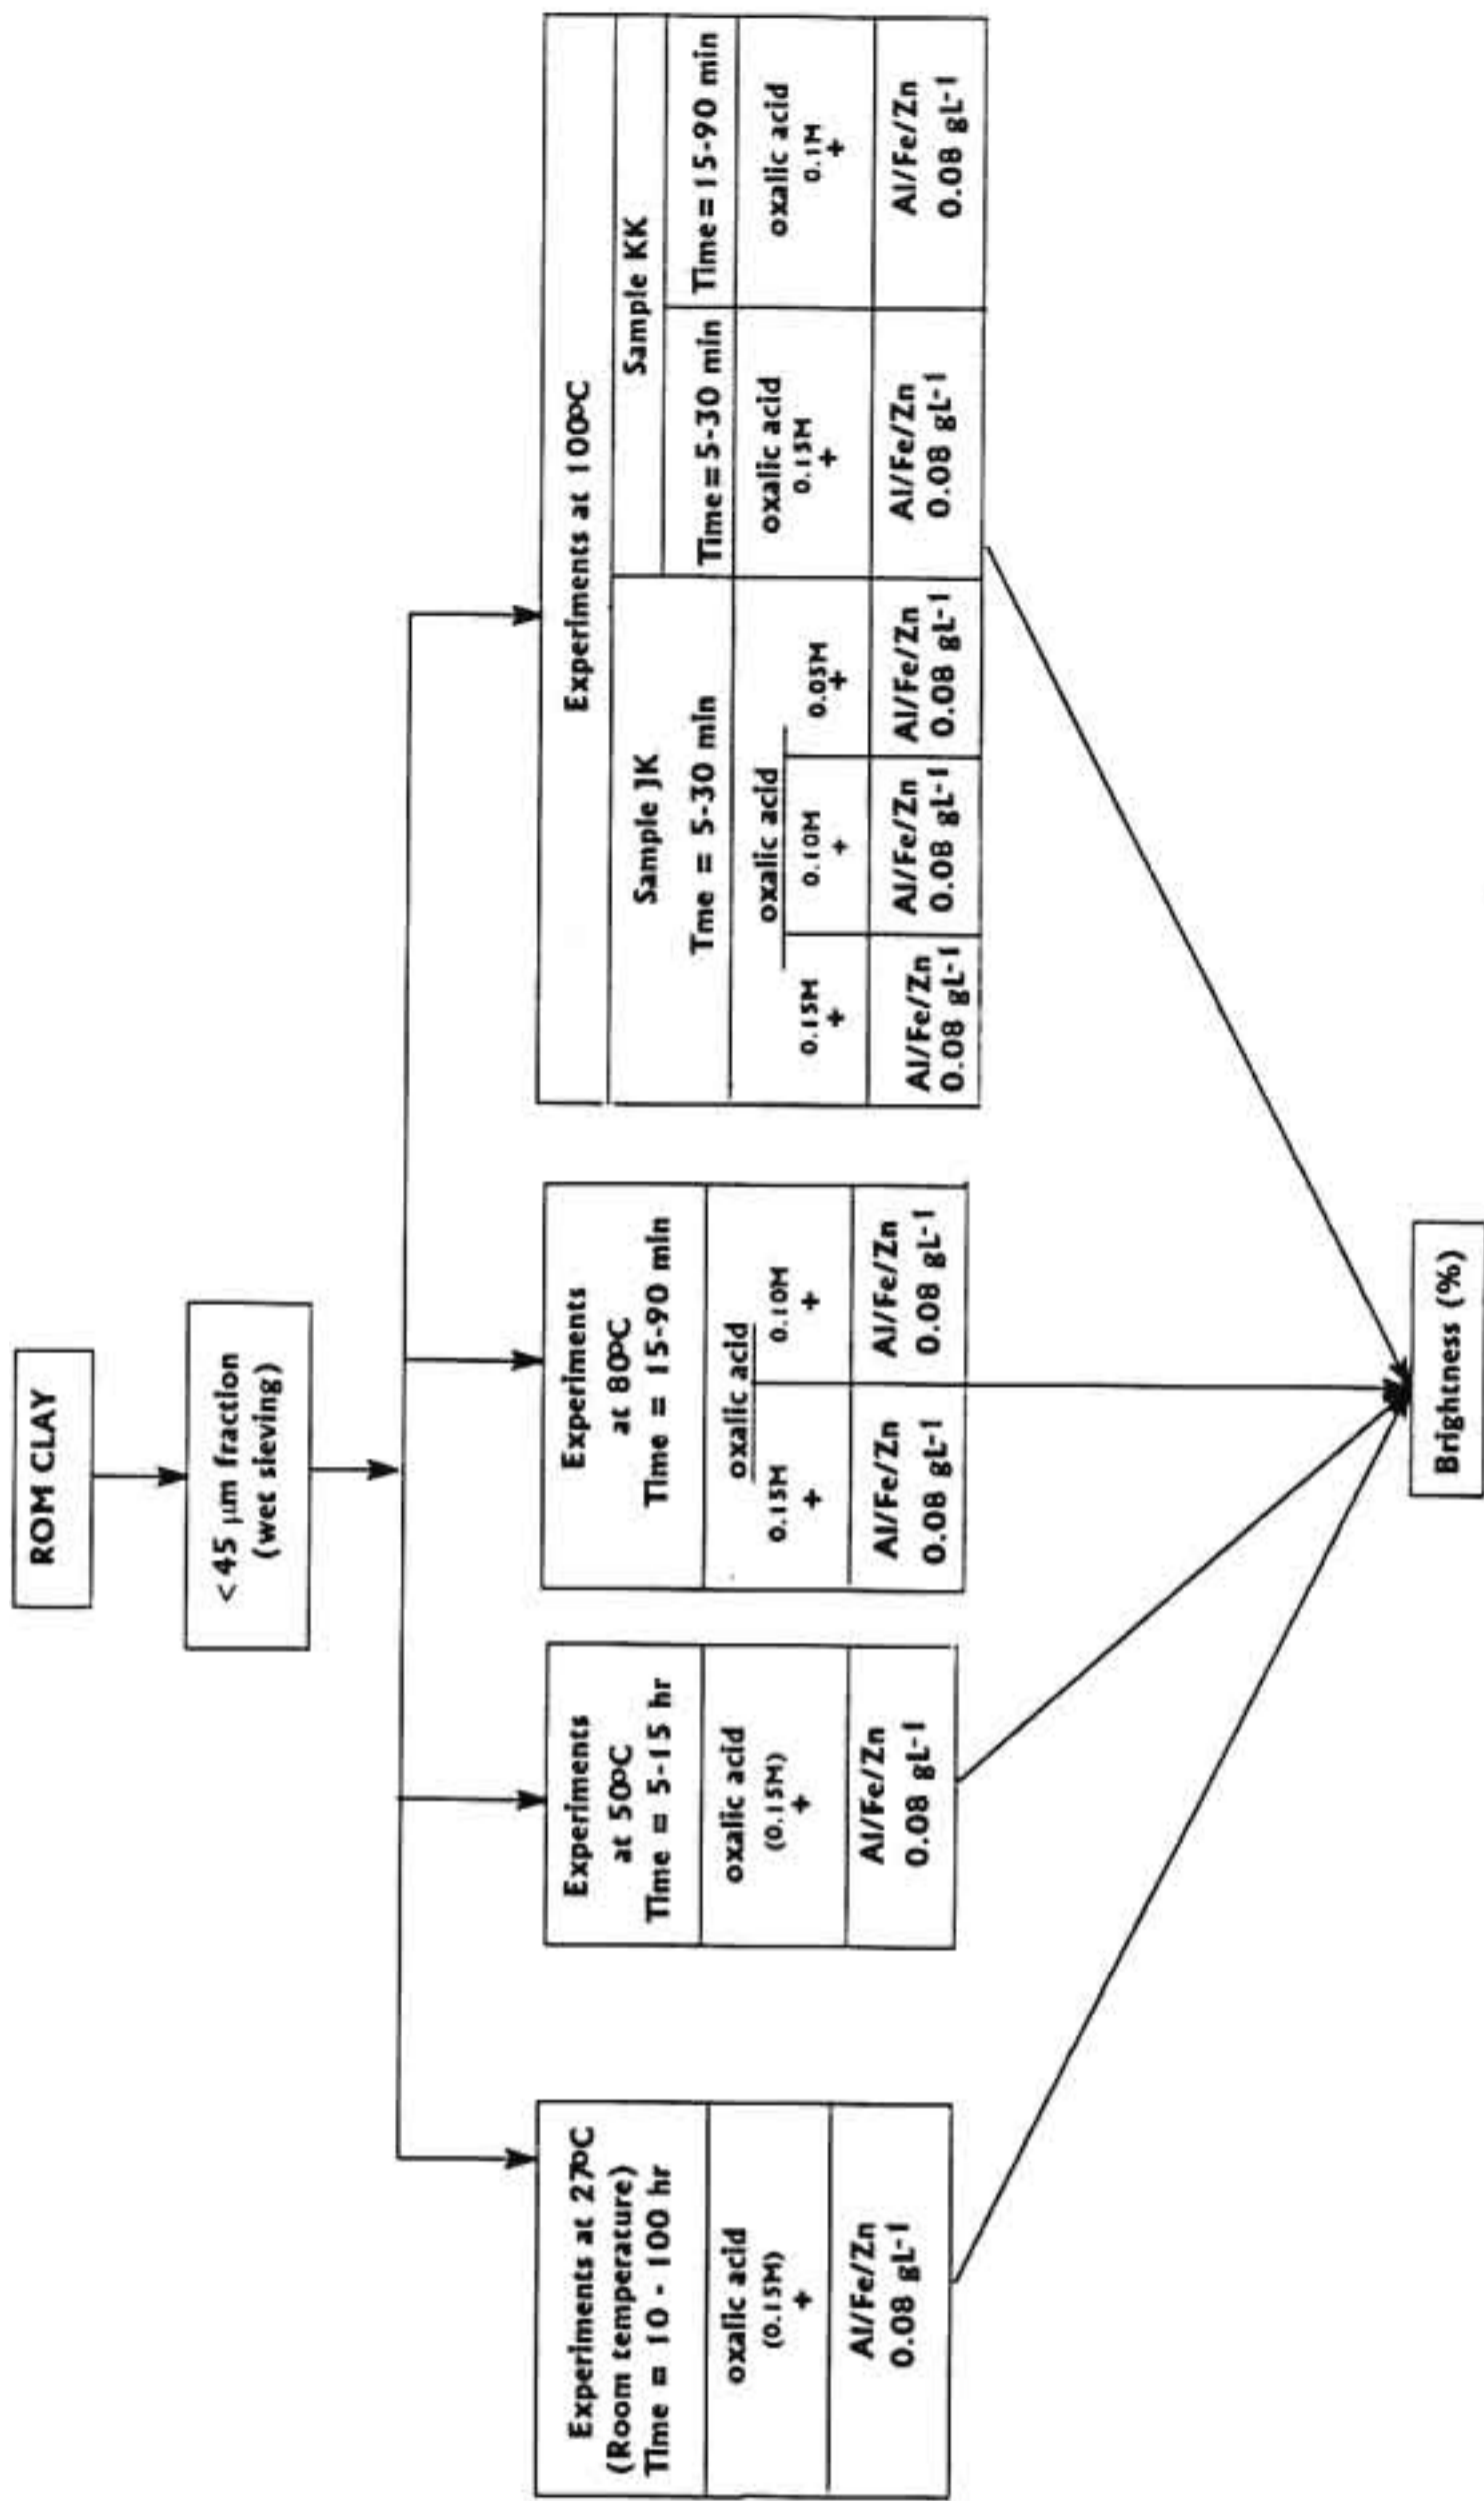 ROM CLAY
<45 μm fraction
(wet sieving)
Experiments at 27ºC
(Room temperature)
Time = 10 - 100 hr
oxalic acid
(0.15M)
+
Al/Fe/Zn
0.08 gL-1
Experiments
at 50ºC
Time = 5-15 hr
oxalic acid
(0.15M)
+
Al/Fe/Zn
0.08 gL-1
Experiments
at 80ºC
Time = 15-90 min
oxalic acid
0.15M
+
0.10M
+
Al/Fe/Zn
0.08 gL-1
Al/Fe/Zn
0.08 gL-1
Experiments at 100ºC
Sample JK
Tme = 5-30 min
oxalic acid
0.15M
+
0.10M
+
0.05M
+
Al/Fe/Zn
0.08 gL-1
Al/Fe/Zn
0.08 gL-1
Al/Fe/Zn
0.08 gL-1
Sample KK
Time=5-30 min
oxalic acid
0.15M
+
Al/Fe/Zn
0.08 gL-1
Time=15-90 min
oxalic acid
0.1M
+
Al/Fe/Zn
0.08 gL-1
Brightness (%)